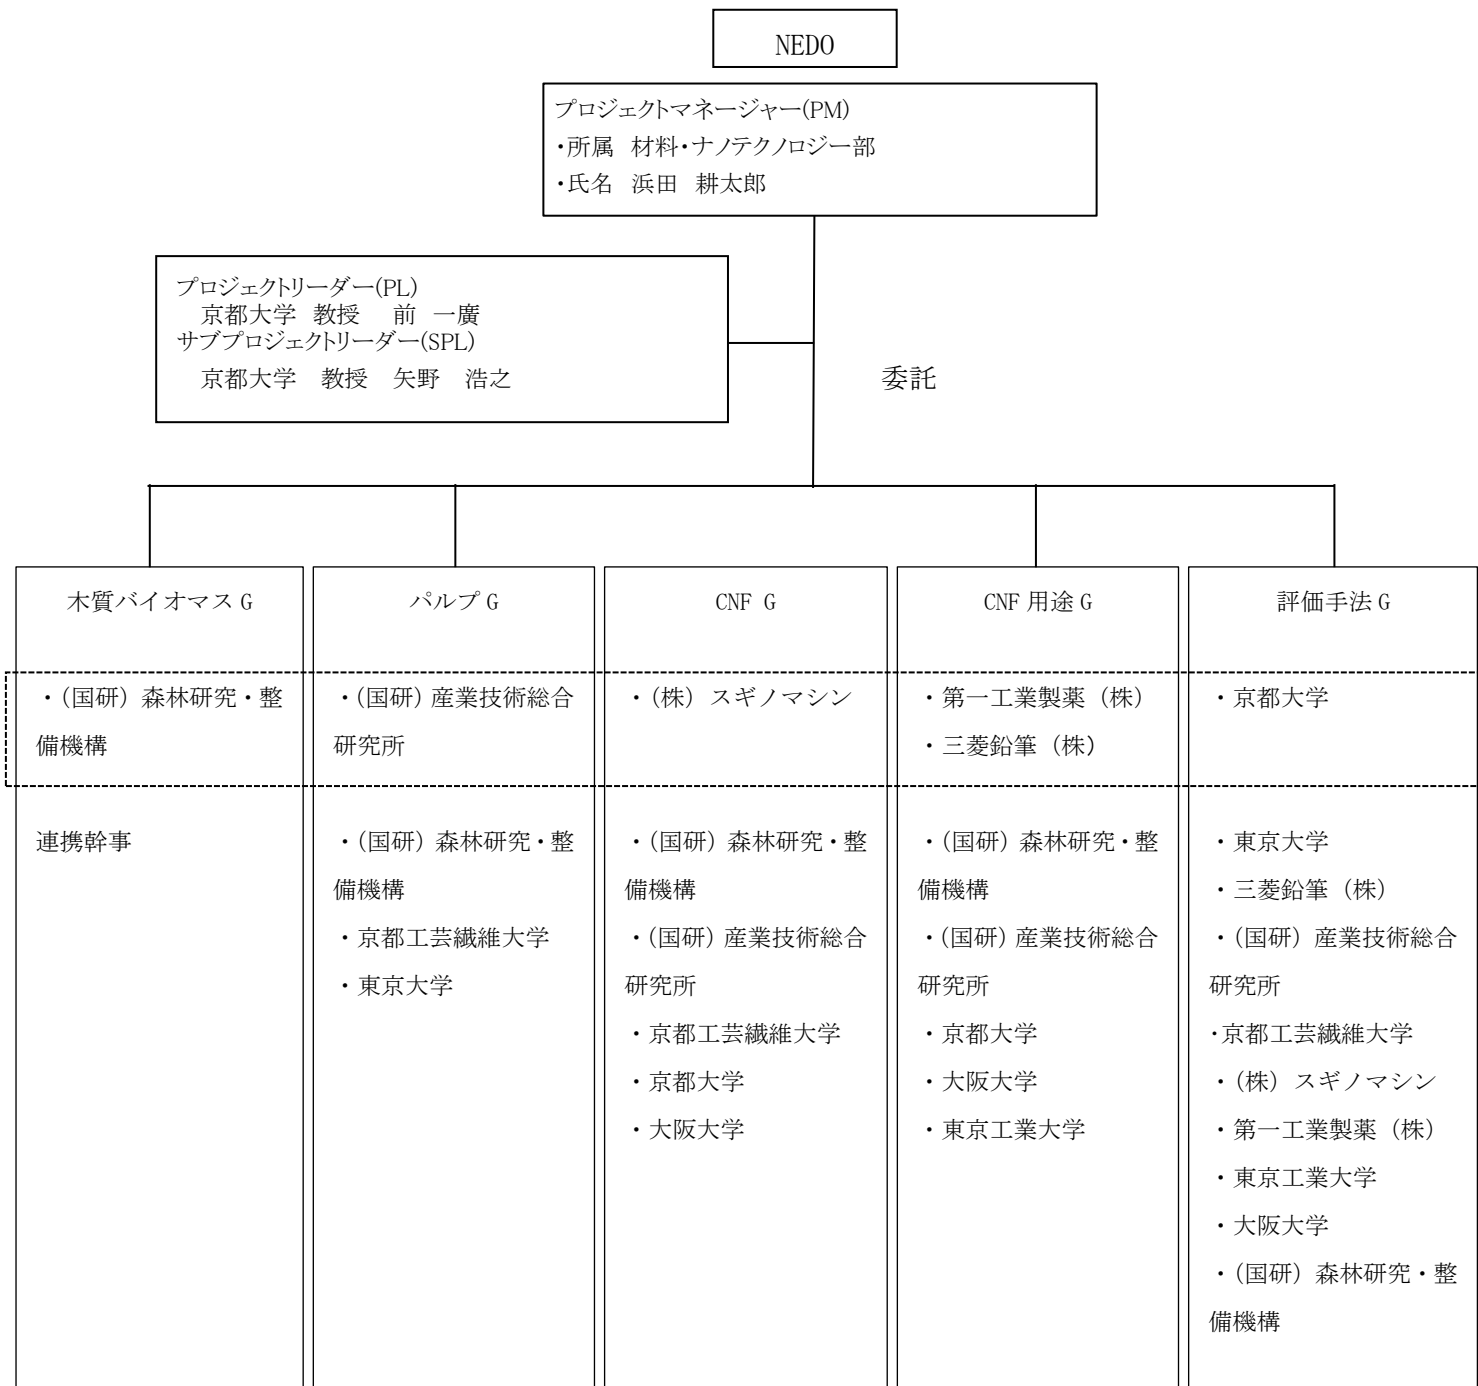 NEDO
プロジェクトマネージャー(PM)
・所属 材料・ナノテクノロジー部
・氏名 浜田 耕太郎
プロジェクトリーダー(PL)
京都大学 教授 前 一廣
サブプロジェクトリーダー(SPL)
京都大学 教授 矢野 浩之
委託
木質バイオマス G
・(国研) 森林研究・整
備機構
連携幹事
パルプ G
・(国研) 産業技術総合
研究所
・(国研) 森林研究・整
備機構
・京都工芸繊維大学
・東京大学
CNF G
・(株) スギノマシン
・(国研) 森林研究・整
備機構
・(国研) 産業技術総合
研究所
・京都工芸繊維大学
・京都大学
・大阪大学
CNF 用途 G
・第一工業製薬 (株)
・三菱鉛筆 (株)
・(国研) 森林研究・整
備機構
・(国研) 産業技術総合
研究所
・京都大学
・大阪大学
・東京工業大学
評価手法 G
・京都大学
・東京大学
・三菱鉛筆 (株)
・(国研) 産業技術総合
研究所
・京都工芸繊維大学
・(株) スギノマシン
・第一工業製薬 (株)
・東京工業大学
・大阪大学
・(国研) 森林研究・整
備機構